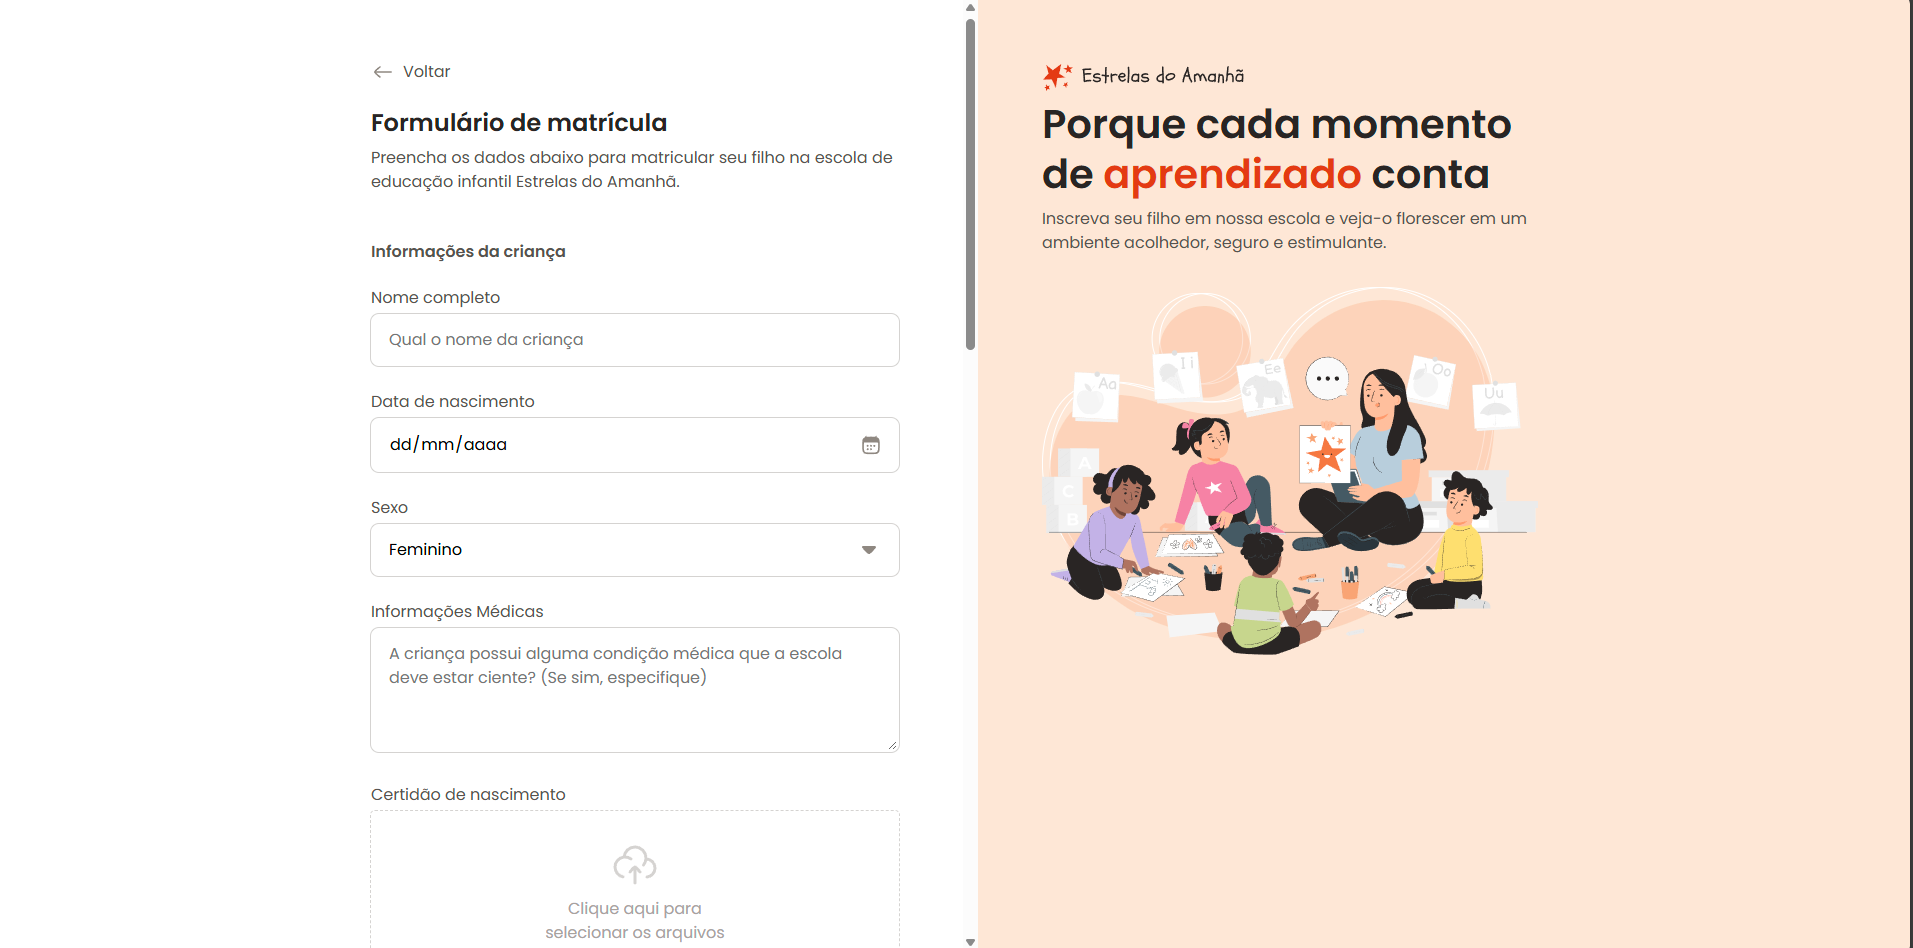 Voltar
Formulário de matrícula
Preencha os dados abaixo para matricular seu filho na escola de
educação infantil Estrelas do Amanhã.
Informações da criança
Nome completo
Qual o nome da criança
Data de nascimento
dd/mm/aaaa
Sexo
Feminino
Informações Médicas
A criança possui alguma condição médica que a escola
deve estar ciente? (Se sim, especifique)
Certidão de nascimento
Clique aqui para
selecionar os arquivos
Estrelas do Amanhã
Porque cada momento
de aprendizado conta
Inscreva seu filho em nossa escola e veja-o florescer em um
ambiente acolhedor, seguro e estimulante.
Aa
Ii
Ee
Oo
Uu
A
C
B